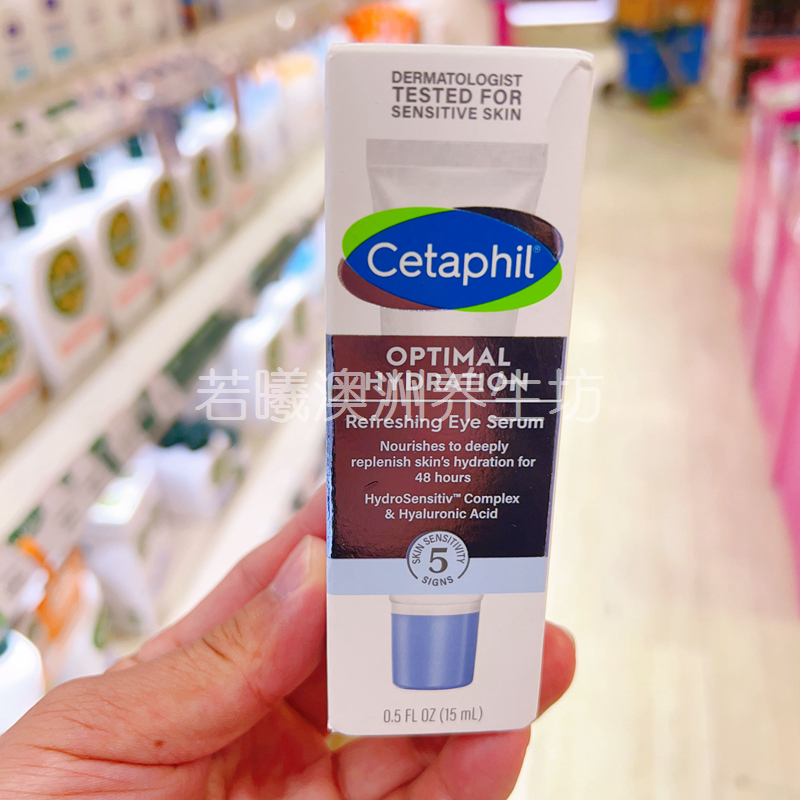 DERMATOLOGIST
TESTED FOR
SENSITIVE SKIN
Cetaphil®
OPTIMAL
HYDRATION
若曦澳洲养生坊
Refreshing Eye Serum
Nourishes to deeply
replenish skin's hydration for
48 hours
HydroSensitiv™ Complex
& Hyaluronic Acid
SKIN SENSITIVITY
5
SIGNS
0.5 FL OZ (15 mL)